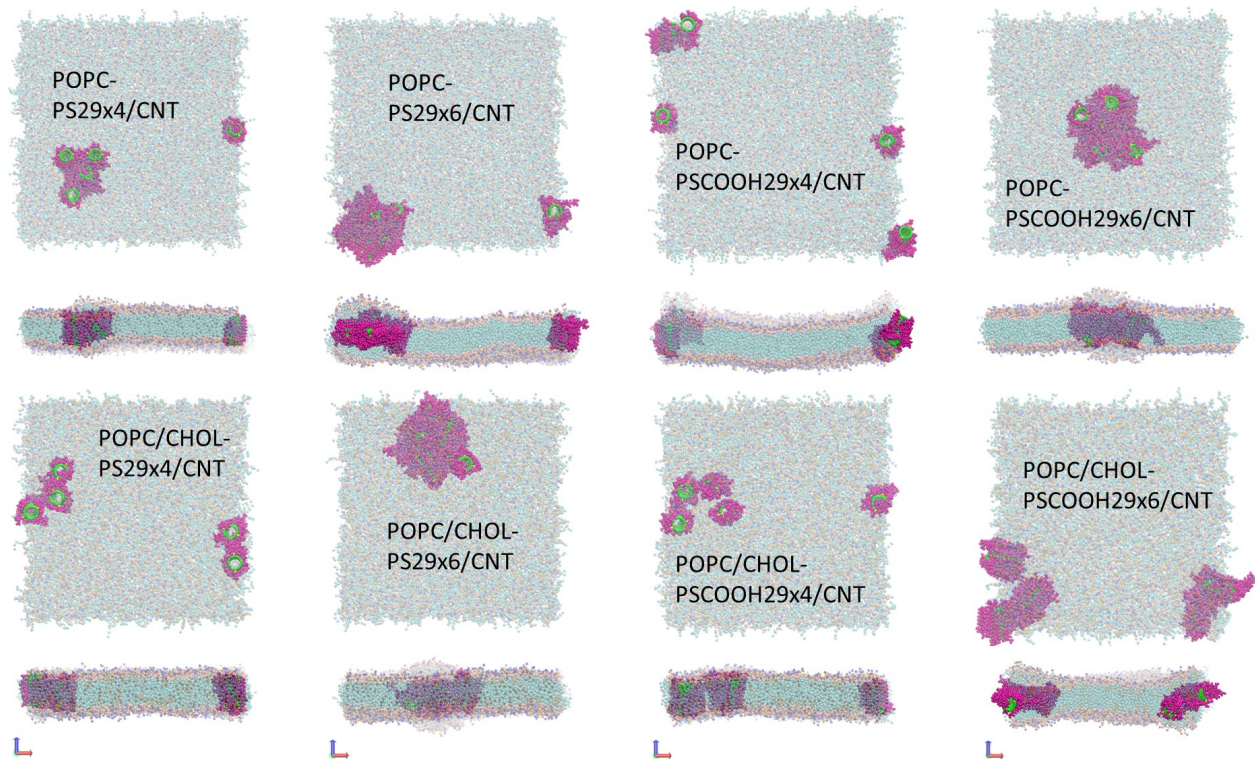 POPC-
PS29x4/CNT
POPC-
PS29x6/CNT
POPC-
PSCOOH29x4/CNT
POPC-
PSCOOH29x6/CNT
POPC/CHOL-
PS29x4/CNT
POPC/CHOL-
PS29x6/CNT
POPC/CHOL-
PSCOOH29x4/CNT
POPC/CHOL-
PSCOOH29x6/CNT